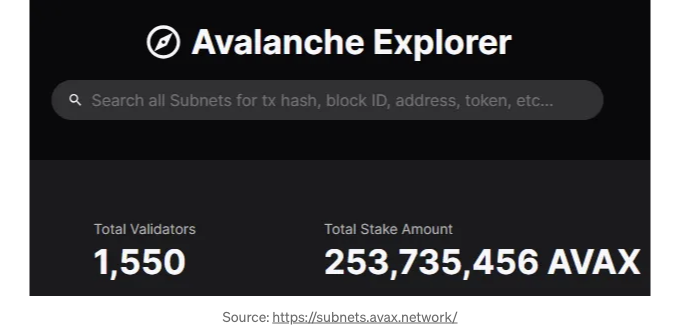 Avalanche Explorer
Search all Subnets for tx hash, block ID, address, token, etc...
Total Validators
1,550
Total Stake Amount
253,735,456 AVAX
Source: https://subnets.avax.network/